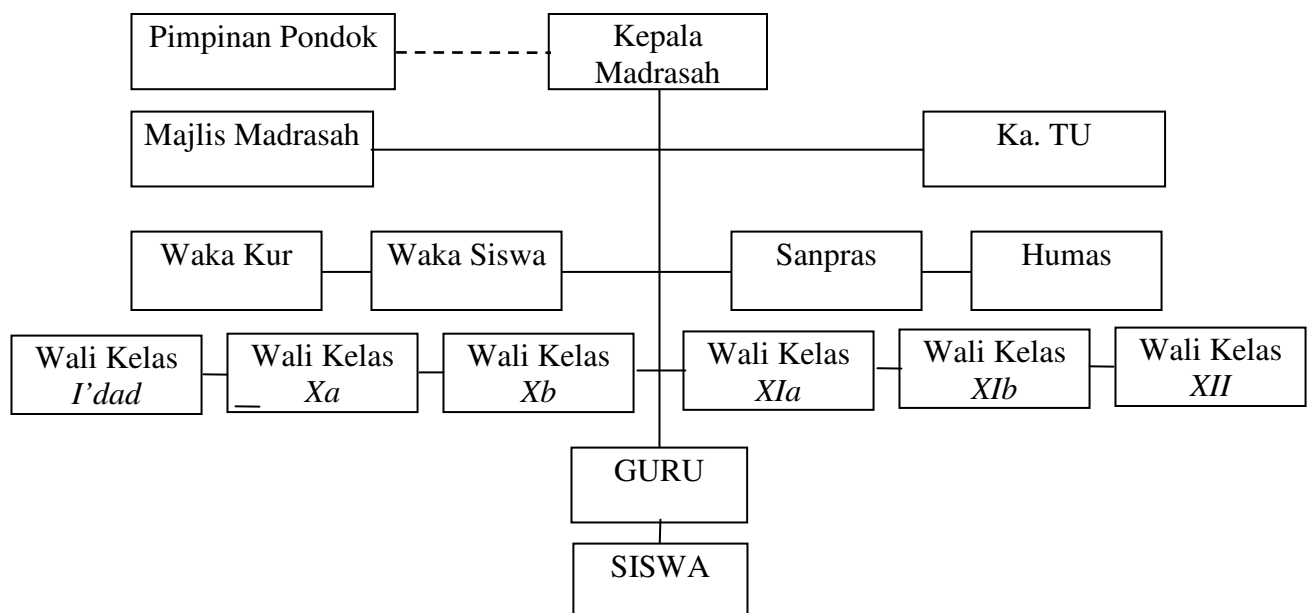 Pimpinan Pondok
Kepala
Madrasah
Majlis Madrasah
Ka. TU
Waka Kur
Waka Siswa
Sanpras
Humas
Wali Kelas
I'dad
Wali Kelas
Xa
Wali Kelas
Xb
Wali Kelas
XIa
Wali Kelas
XIb
Wali Kelas
XII
GURU
SISWA